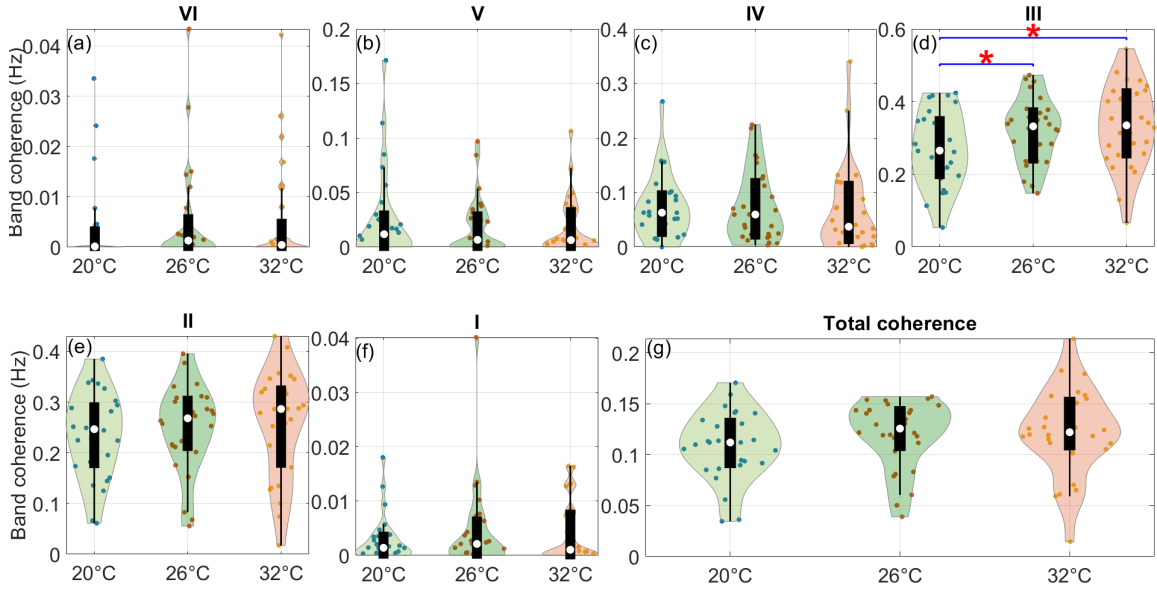 VI
V
IV
III
(a)
(b)
(c)
(d)
Band coherence (Hz)
0.04
0.03
0.02
0.01
0
20°C
26°C
32°C
0.2
0.15
0.1
0.05
0
20°C
26°C
32°C
0.4
0.3
0.2
0.1
0
20°C
26°C
32°C
0.6
0.4
0.2
0
*
*
20°C
26°C
32°C
II
I
Total coherence
(e)
(f)
(g)
Band coherence (Hz)
0.4
0.3
0.2
0.1
0
20°C
26°C
32°C
0.04
0.03
0.02
0.01
0
20°C
26°C
32°C
0.2
0.15
0.1
0.05
0
20°C
26°C
32°C